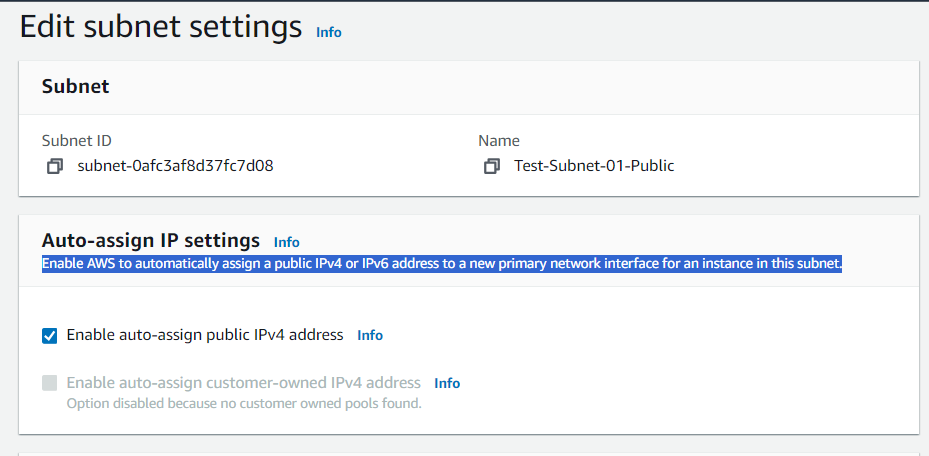 Edit subnet settings Info
Subnet
Subnet ID
Name
subnet-0afc3af8d37fc7d08
Test-Subnet-01-Public
Auto-assign IP settings Info
Enable AWS to automatically assign a public IPv4 or IPv6 address to a new primary network interface for an instance in this subnet.
Enable auto-assign public IPv4 address Info
Enable auto-assign customer-owned IPv4 address Info
Option disabled because no customer owned pools found.